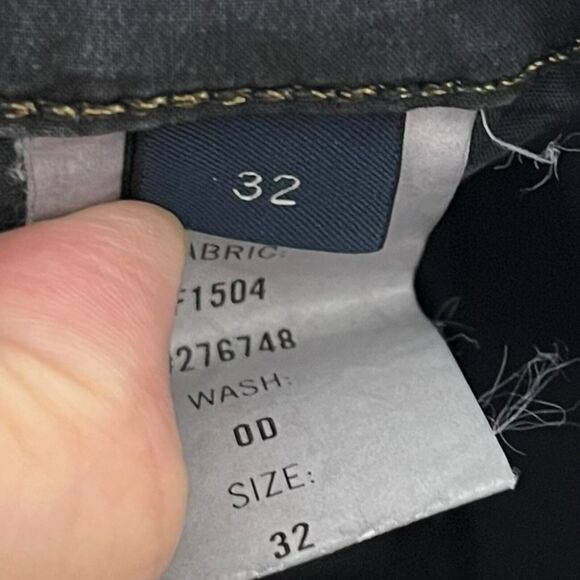 32
ABRIC:
F1504
276748
WASH:
OD
SIZE:
32